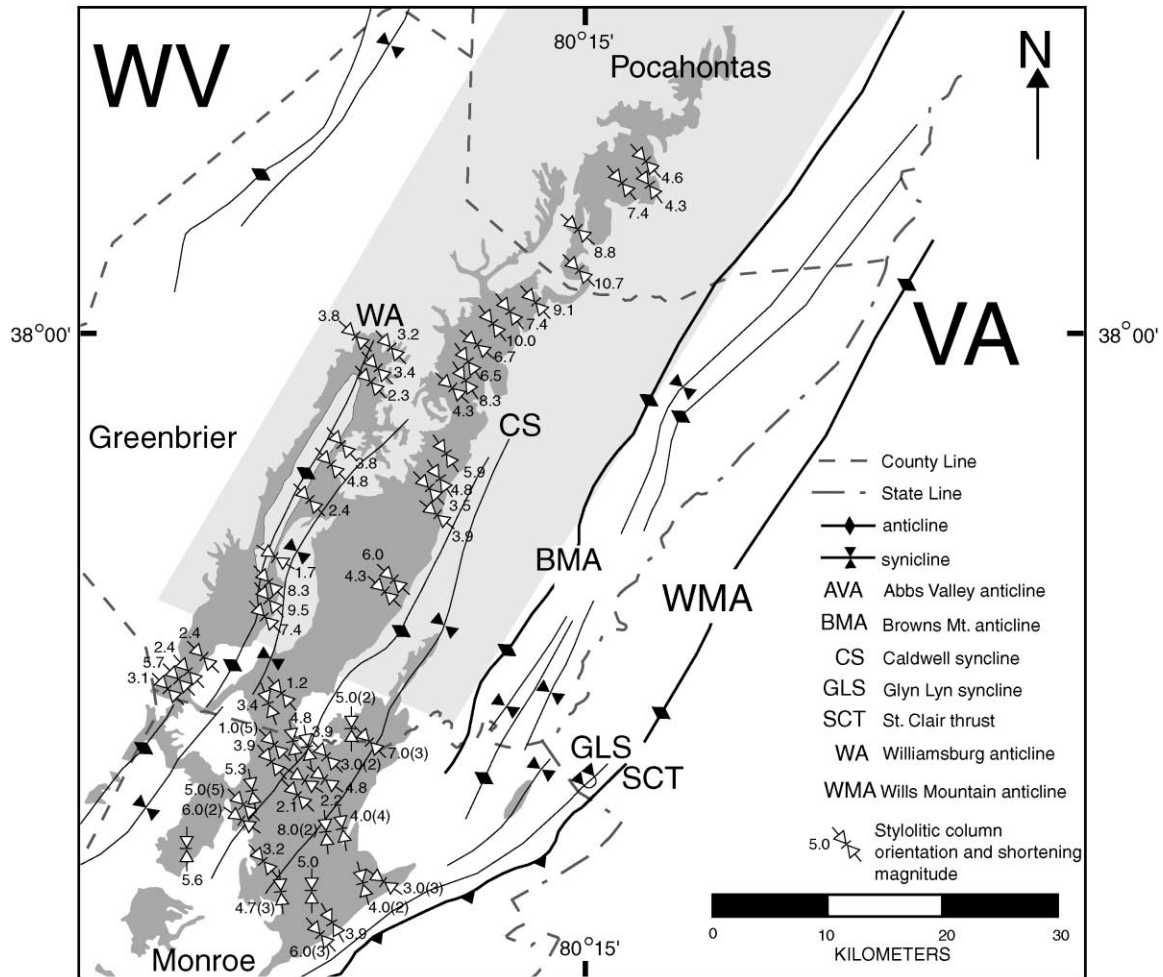 80°15'
WV
Pocahontas
N
4.6
7.4
4.3
8.8
10.7
9.1
3.8
WA
3.2
7.4
10.0
38°00'
38°00'
VA
6.7
3.4
6.5
2.3
8.3
4.3
Greenbrier
CS
3.8
5.9
4.8
4.8
3.5
2.4
3.9
County Line
State Line
anticline
synicline
6.0
4.3
BMA
WMA
1.7
8.3
9.5
7.4
AVA Abbs Valley anticline
BMA Browns Mt. anticline
CS Caldwell syncline
GLS Glyn Lyn syncline
SCT St. Clair thrust
WA Williamsburg anticline
WMA Wills Mountain anticline
2.4
2.4
5.7
3.1
1.2
3.4
5.0(2)
4.8
1.0(5)
3.9
3.9
7.0(3)
3.0(2)
GLS
SCT
5.3
4.8
5.0(5)
2.2
2.1
6.0(2)
4.0(4)
8.0(2)
5.0 Stylolitic column
orientation and shortening
magnitude
3.2
5.0
5.6
3.0(3)
4.7(3)
4.0(2)
3.9
6.0(3)
Monroe
80°15'
0 10 20 30
KILOMETERS